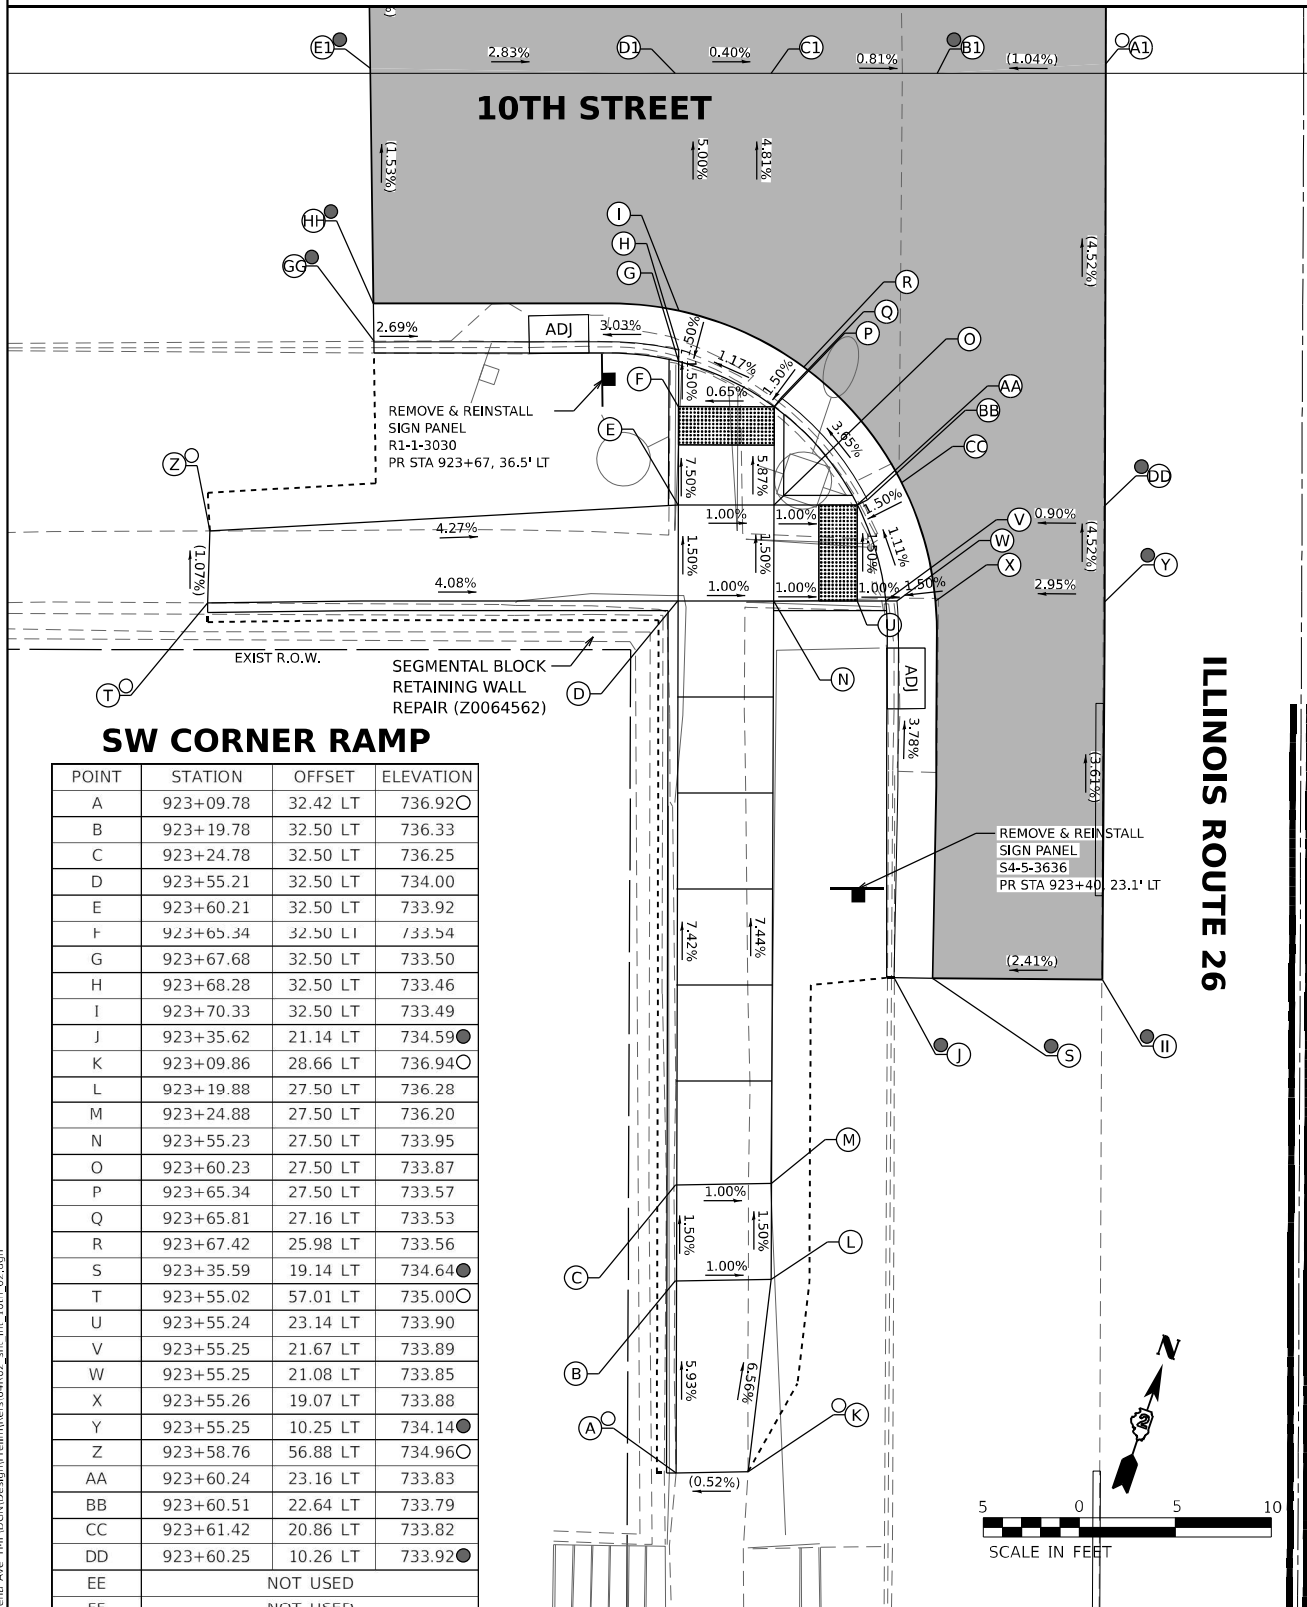 E1
2.83%
D1
0.40%
C1
0.81%
B1
(1.04%)
A1
10TH STREET
(1.53%)
5.00%
4.81%
(4.52%)
HH
GG
I
H
G
R
Q
P
O
2.69%
ADJ
3.03%
1.50%
1.17%
1.50%
1.50%
F
0.65%
AA
BB
CC
3.65%
REMOVE & REINSTALL
SIGN PANEL
R1-1-3030
PR STA 923+67, 36.5' LT
E
Z
7.50%
5.87%
DD
1.50%
4.27%
1.00%
1.00%
V
0.90%
W
(4.52%)
(1.07%)
1.50%
1.50%
1.50%
1.11%
X
Y
4.08%
1.00%
1.00%
1.00%
1.50%
2.95%
U
EXIST R.O.W.
SEGMENTAL BLOCK
RETAINING WALL
REPAIR (Z0064562)
T
D
N
ADJ
3.78%
ILLINOIS ROUTE 26
(3.61%)
REMOVE & REINSTALL
SIGN PANEL
S4-5-3636
PR STA 923+40, 23.1' LT
7.42%
7.44%
(2.41%)
J
S
II
M
1.00%
1.50%
1.50%
L
C
1.00%
B
5.93%
6.56%
A
K
(0.52%)
N
5 0 5 10
SCALE IN FEET
SW CORNER RAMP
POINT STATION OFFSET ELEVATION
A 923+09.78 32.42 LT 736.92
B 923+19.78 32.50 LT 736.33
C 923+24.78 32.50 LT 736.25
D 923+55.21 32.50 LT 734.00
E 923+60.21 32.50 LT 733.92
F 923+65.34 32.50 LT 733.54
G 923+67.68 32.50 LT 733.50
H 923+68.28 32.50 LT 733.46
I 923+70.33 32.50 LT 733.49
J 923+35.62 21.14 LT 734.59
K 923+09.86 28.66 LT 736.94
L 923+19.88 27.50 LT 736.28
M 923+24.88 27.50 LT 736.20
N 923+55.23 27.50 LT 733.95
O 923+60.23 27.50 LT 733.87
P 923+65.34 27.50 LT 733.57
Q 923+65.81 27.16 LT 733.53
R 923+67.42 25.98 LT 733.56
S 923+35.59 19.14 LT 734.64
T 923+55.02 57.01 LT 735.00
U 923+55.24 23.14 LT 733.90
V 923+55.25 21.67 LT 733.89
W 923+55.25 21.08 LT 733.85
X 923+55.26 19.07 LT 733.88
Y 923+55.25 10.25 LT 734.14
Z 923+58.76 56.88 LT 734.96
AA 923+60.24 23.16 LT 733.83
BB 923+60.51 22.64 LT 733.79
CC 923+61.42 20.86 LT 733.82
DD 923+60.25 10.26 LT 733.92
EE NOT USED
FF NOT USED